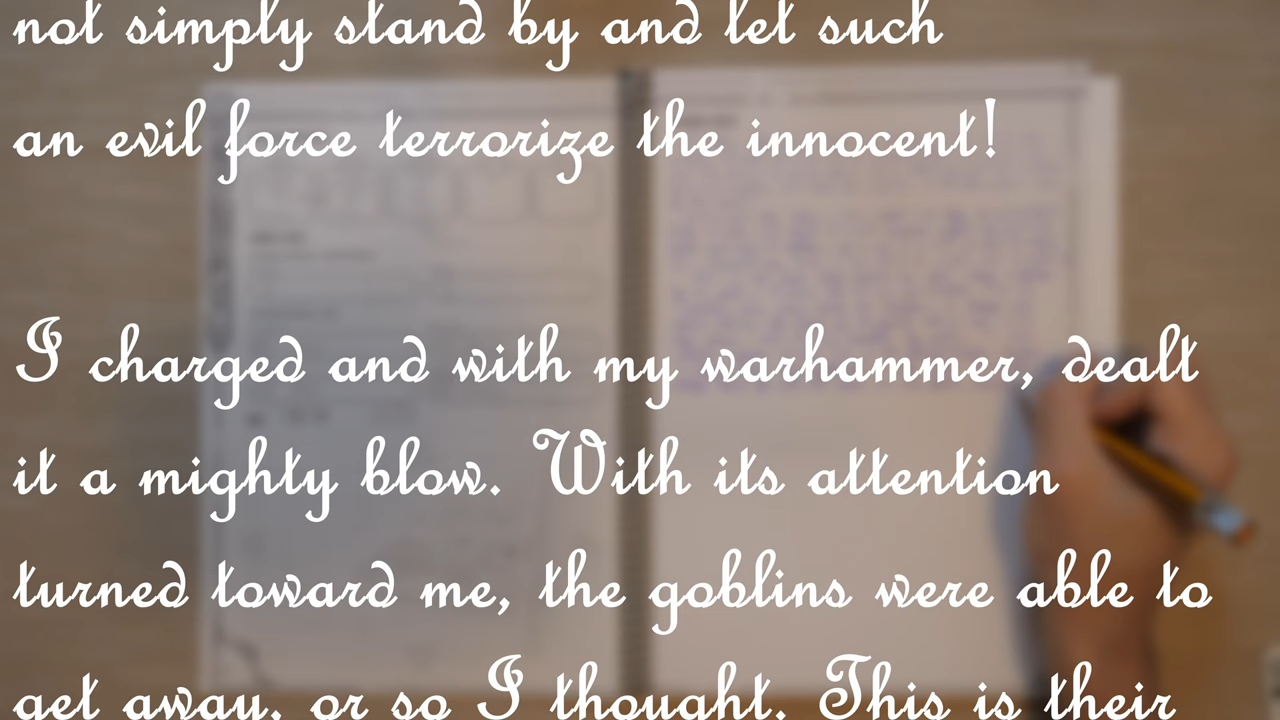 not simply stand by and let such
an evil force terrorize the innocent!
I charged and with my warhammer, dealt
it a mighty blow. With its attention
turned toward me, the goblins were able to
get away, or so I thought. This is their